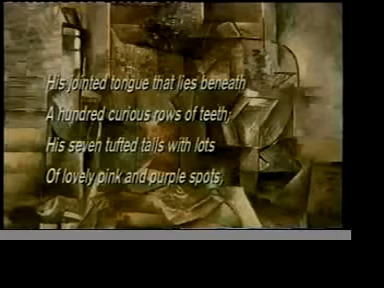 His jointed tongue that lies beneath
A hundred curious rows of teeth;
His seven tufted tails with lots
Of lovely pink and purple spots,